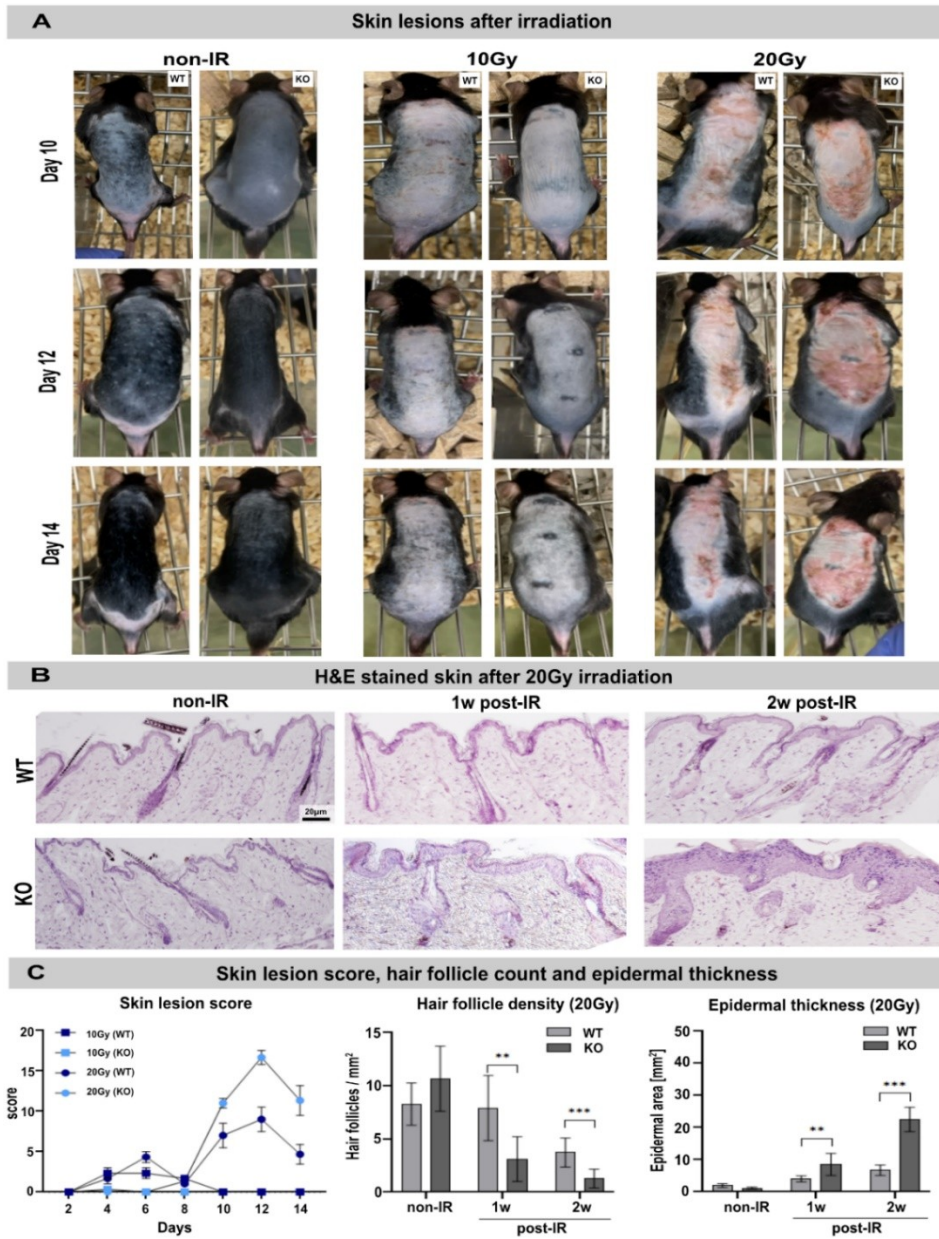 A Skin lesions after irradiation
non-IR 10Gy 20Gy
WT KO WT KO WT KO
Day 10
Day 12
Day 14
B H&E stained skin after 20Gy irradiation
non-IR 1w post-IR 2w post-IR
WT
20μm
KO
C Skin lesion score, hair follicle count and epidermal thickness
Skin lesion score
20
15
10
5
0
score
10Gy (WT)
10Gy (KO)
20Gy (WT)
20Gy (KO)
2 4 6 8 10 12 14
Days
Hair follicle density (20Gy)
15
10
5
0
Hair follicles / mm²
WT
KO
**
***
non-IR 1w 2w
post-IR
Epidermal thickness (20Gy)
50
40
30
20
10
0
Epidermal area [mm²]
WT
KO
**
***
non-IR 1w 2w
post-IR